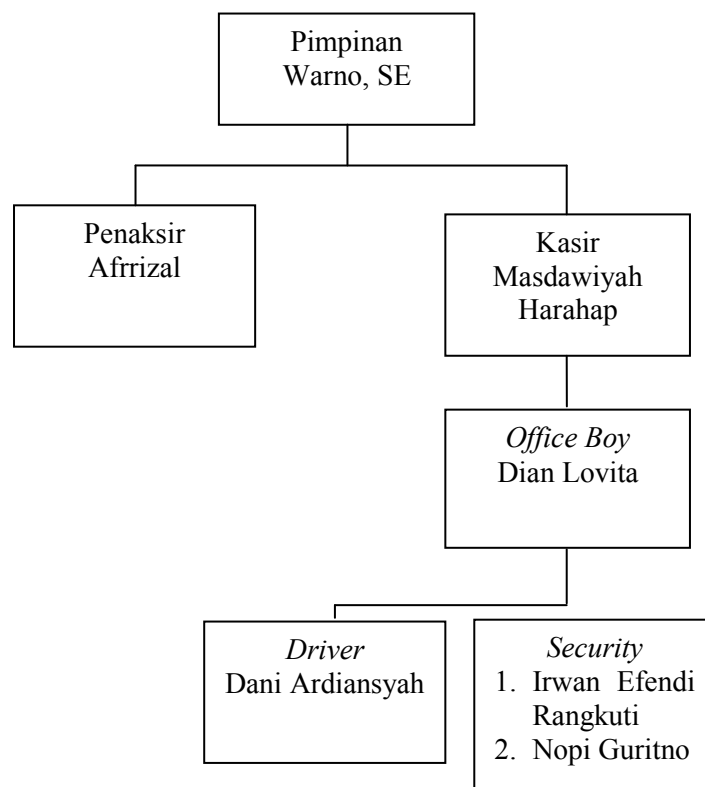 Pimpinan
Warno, SE
Penaksir
Afrrizal
Kasir
Masdawiyah
Harahap
Office Boy
Dian Lovita
Driver
Dani Ardiansyah
Security
1. Irwan Efendi
Rangkuti
2. Nopi Guritno